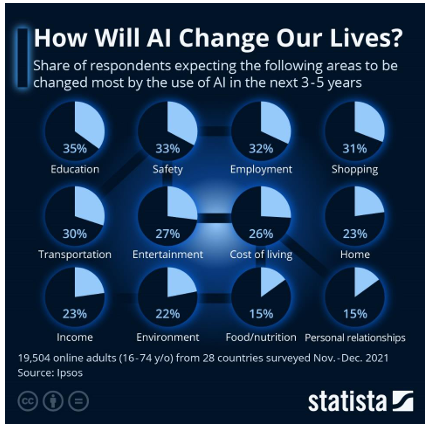 How Will AI Change Our Lives?
Share of respondents expecting the following areas to be
changed most by the use of AI in the next 3-5 years
35% 33% 32% 31%
Education Safety Employment Shopping
30% 27% 26% 23%
Transportation Entertainment Cost of living Home
23% 22% 15% 15%
Income Environment Food/nutrition Personal relationships
19,504 online adults (16-74 y/o) from 28 countries surveyed Nov.-Dec. 2021
Source: Ipsos
cc statista